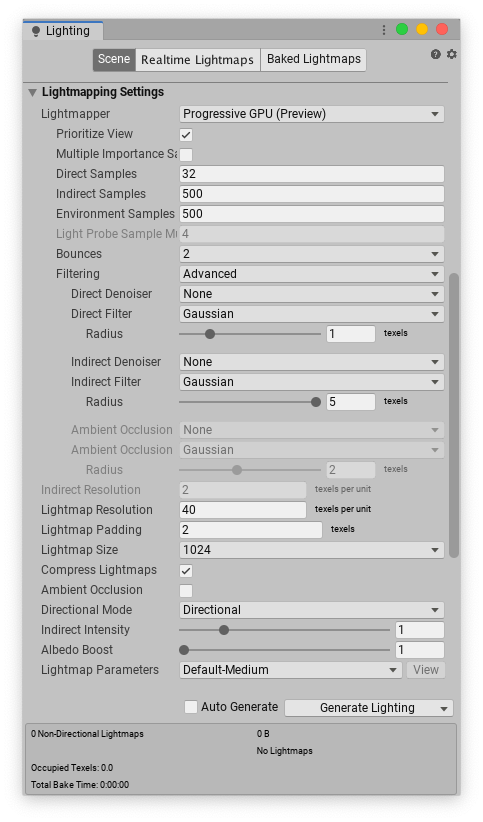 Lighting
Scene Realtime Lightmaps Baked Lightmaps
Lightmapping Settings
Lightmapper Progressive GPU (Preview)
Prioritize View
Multiple Importance Sa
Direct Samples 32
Indirect Samples 500
Environment Samples 500
Light Probe Sample Mu 4
Bounces 2
Filtering Advanced
Direct Denoiser None
Direct Filter Gaussian
Radius 1 texels
Indirect Denoiser None
Indirect Filter Gaussian
Radius 5 texels
Ambient Occlusion None
Ambient Occlusion Gaussian
Radius 2 texels
Indirect Resolution 2 texels per unit
Lightmap Resolution 40 texels per unit
Lightmap Padding 2 texels
Lightmap Size 1024
Compress Lightmaps
Ambient Occlusion
Directional Mode Directional
Indirect Intensity 1
Albedo Boost 1
Lightmap Parameters Default-Medium View
Auto Generate Generate Lighting
0 Non-Directional Lightmaps 0 B
No Lightmaps
Occupied Texels: 0.0
Total Bake Time: 0:00:00